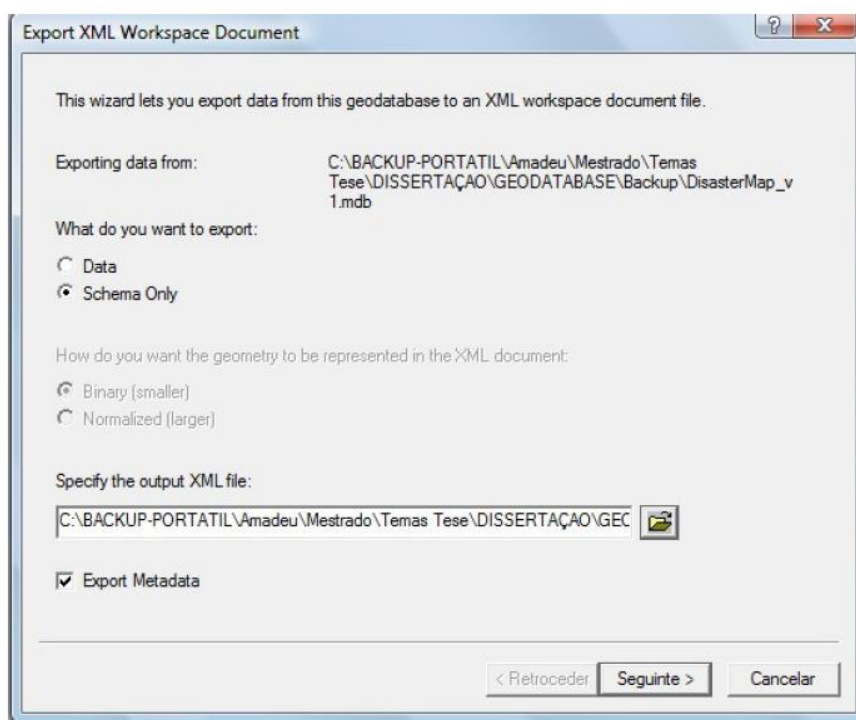 Export XML Workspace Document
This wizard lets you export data from this geodatabase to an XML workspace document file.
Exporting data from:
C:\BACKUP-PORTATIL\Amadeu\Mestrado\Temas
Tese\DISSERTAÇAO\GEODATABASE\Backup\DisasterMap_v
1.mdb
What do you want to export:
Data
Schema Only
How do you want the geometry to be represented in the XML document:
Binary (smaller)
Normalized (larger)
Specify the output XML file:
C:\BACKUP-PORTATIL\Amadeu\Mestrado\Temas Tese\DISSERTAÇAO\GEC
Export Metadata
< Retroceder
Seguinte >
Cancelar